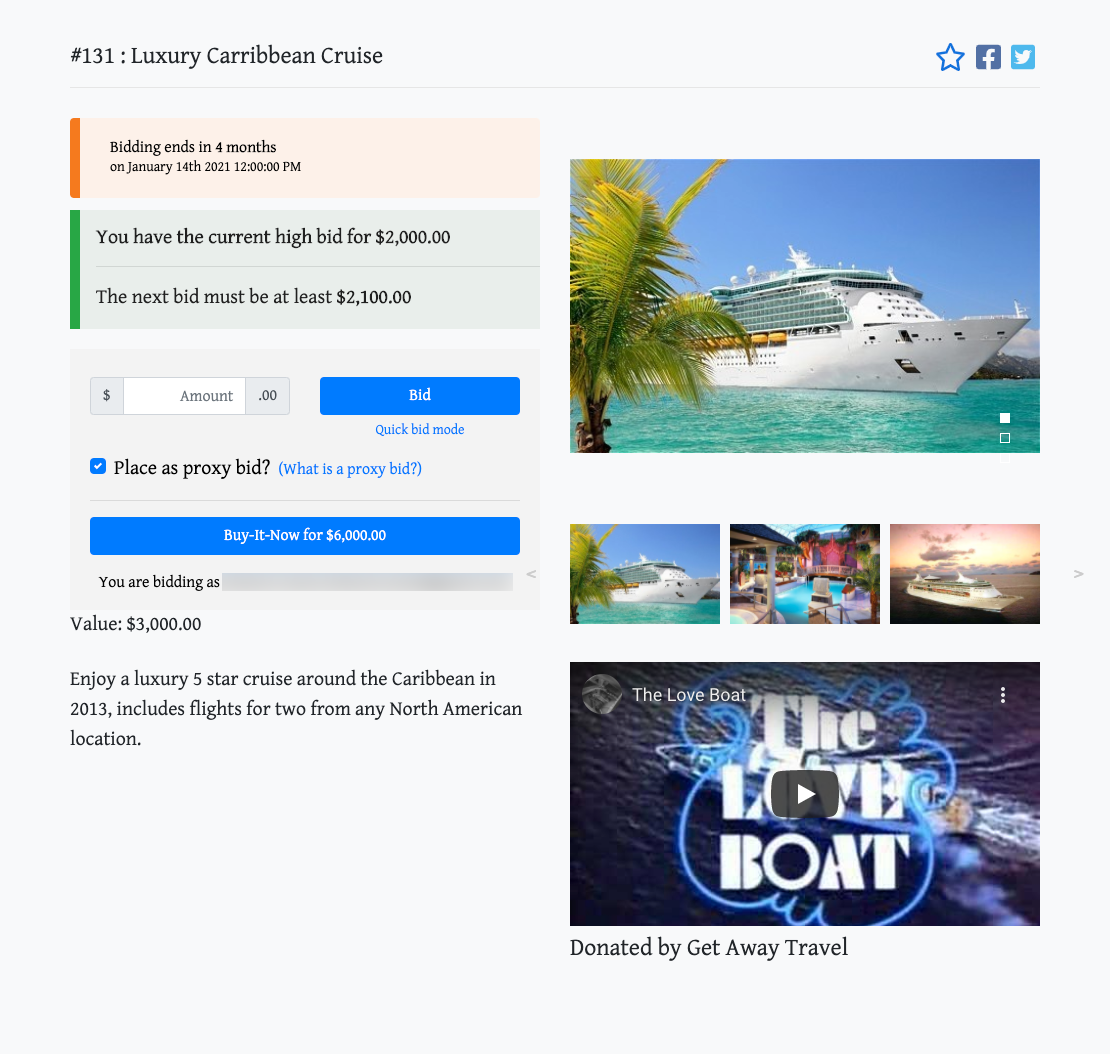 #131 : Luxury Carribbean Cruise
Bidding ends in 4 months
on January 14th 2021 12:00:00 PM
You have the current high bid for $2,000.00
The next bid must be at least $2,100.00
$ Amount .00
Bid
Quick bid mode
Place as proxy bid? (What is a proxy bid?)
Buy-It-Now for $6,000.00
You are bidding as
<
>
Value: $3,000.00
Enjoy a luxury 5 star cruise around the Caribbean in
2013, includes flights for two from any North American
location.
The Love Boat
The
LOVE
BOAT
Donated by Get Away Travel